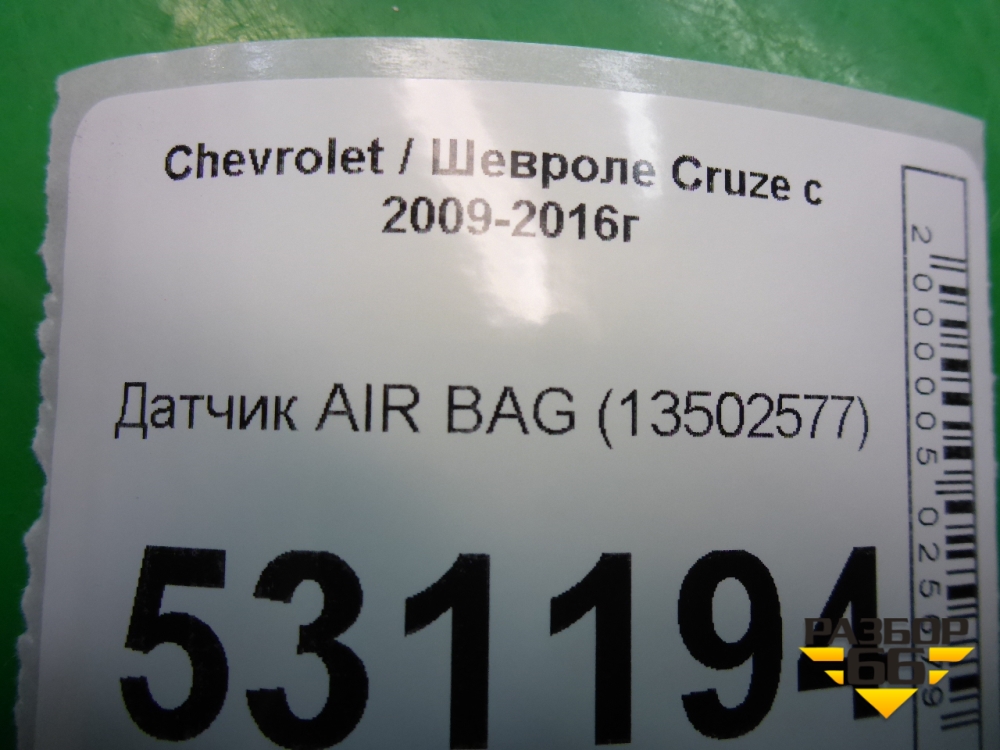 Chevrolet / Шевроле Cruze с
2009-2016г
Датчик AIR BAG (13502577)
531194
РАЗБОР
66